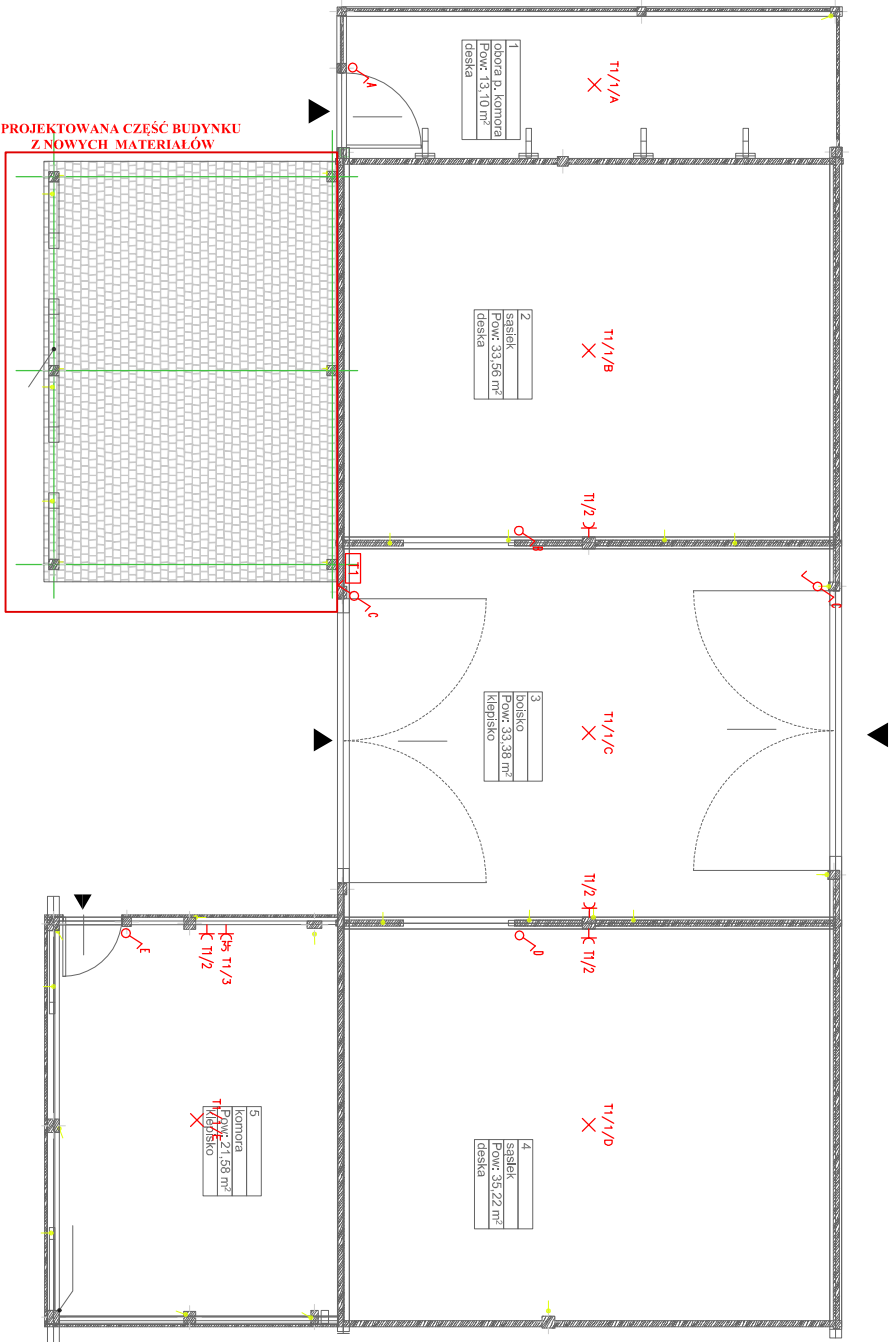 T1/1/A
1
obora p. komora
Pow: 13,10 m²
deska
A
PROJEKTOWANA CZĘŚĆ BUDYNKU
Z NOWYCH MATERIAŁÓW
T1/1/B
2
sąsiek
Pow: 33,56 m²
deska
T1/2
B
T1
C
C
T1/1/C
3
boisko
Pow: 33,38 m²
klepisko
T1/2
T1/2
D
E
T1/2
T1/3
T1/1/D
4
sąsiek
Pow: 35,22 m²
deska
5
komora
Pow: 21,58 m²
klepisko
T1/1/E